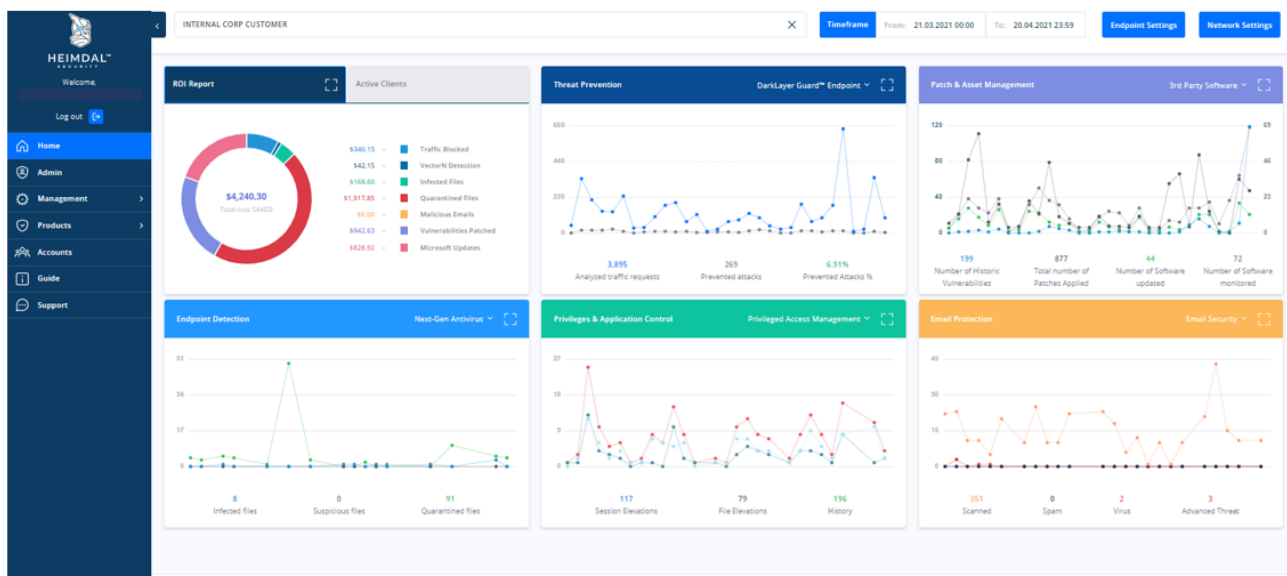 HEIMDAL™
SECURITY
Welcome,
Log out
Home
Admin
Management
Products
Accounts
Guide
Support
INTERNAL CORP CUSTOMER
Timeframe From: 21.03.2021 00:00 To: 20.04.2021 23:59
Endpoint Settings
Network Settings
ROI Report
Active Clients
$4,240.30
Total cost SAVED
$340.15 - Traffic Blocked
$42.15 - VectorN Detection
$168.60 - Infected Files
$1,917.85 - Quarantined Files
$0.00 - Malicious Emails
$942.63 - Vulnerabilities Patched
$828.92 - Microsoft Updates
Threat Prevention
DarkLayer Guard™ Endpoint
660
440
220
0
3,895
Analyzed traffic requests
269
Prevented attacks
6.91%
Prevented Attacks %
Patch & Asset Management
3rd Party Software
120 69
80 46
40 23
0 0
199
Number of Historic
Vulnerabilities
877
Total number of
Patches Applied
44
Number of Software
updated
72
Number of Software
monitored
Endpoint Detection
Next-Gen Antivirus
51
34
17
0
8
Infected files
0
Suspicious files
91
Quarantined files
Privileges & Application Control
Privileged Access Management
27
18
9
0
117
Session Elevations
79
File Elevations
196
History
Email Protection
Email Security
45
30
15
0
351
Scanned
0
Spam
2
Virus
3
Advanced Threat